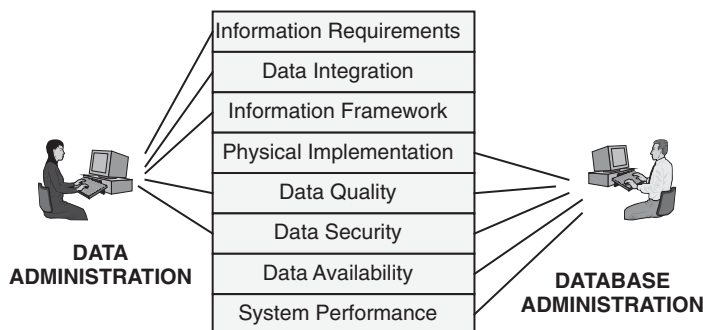 Information Requirements
Data Integration
Information Framework
Physical Implementation
Data Quality
Data Security
Data Availability
System Performance
DATA
ADMINISTRATION
DATABASE
ADMINISTRATION